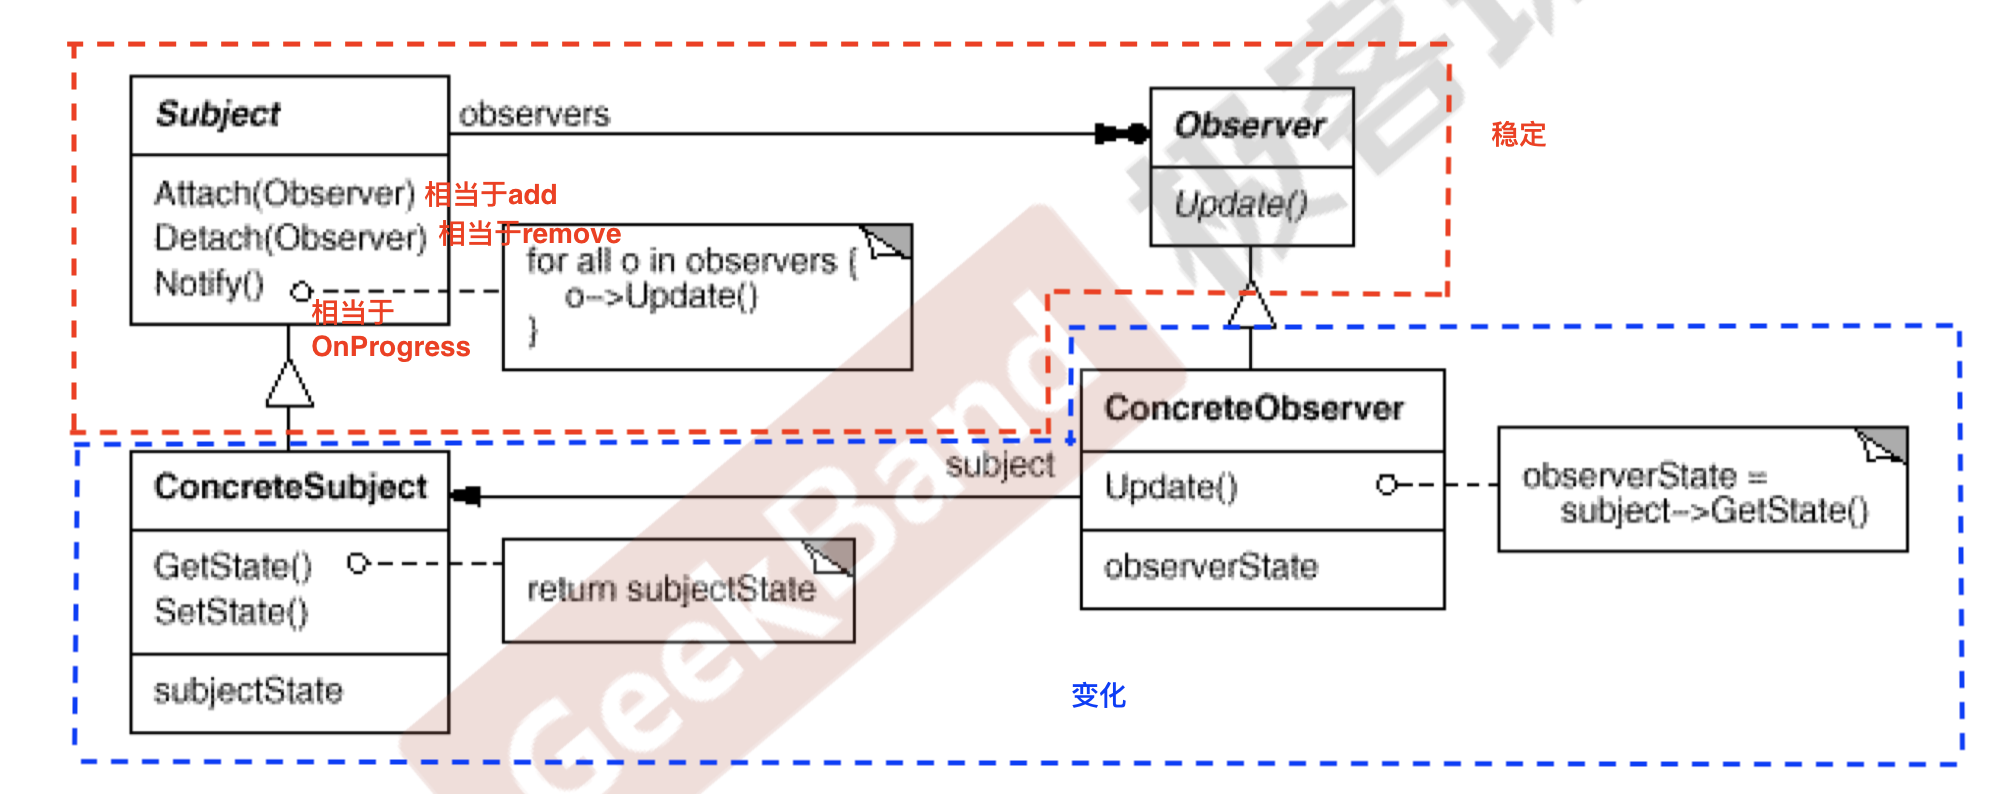 Subject
observers
Observer
稳定
Attach(Observer) 相当于add
Update()
Detach(Observer) 相当于remove
Notify()
for all o in observers {
o–>Update()
}
相当于
OnProgress
ConcreteObserver
subject
ConcreteSubject
Update()
observerState =
subject–>GetState()
GetState()
return subjectState
observerState
SetState()
subjectState
变化
GeekBand
极客